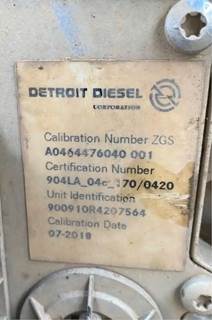 DETROIT DIESEL
CORPORATION
Calibration Number ZGS
A0464476040 001
Certification Number
904LA_04c_170/0420
Unit Identification
900910R4207564
Calibration Date
07-2018